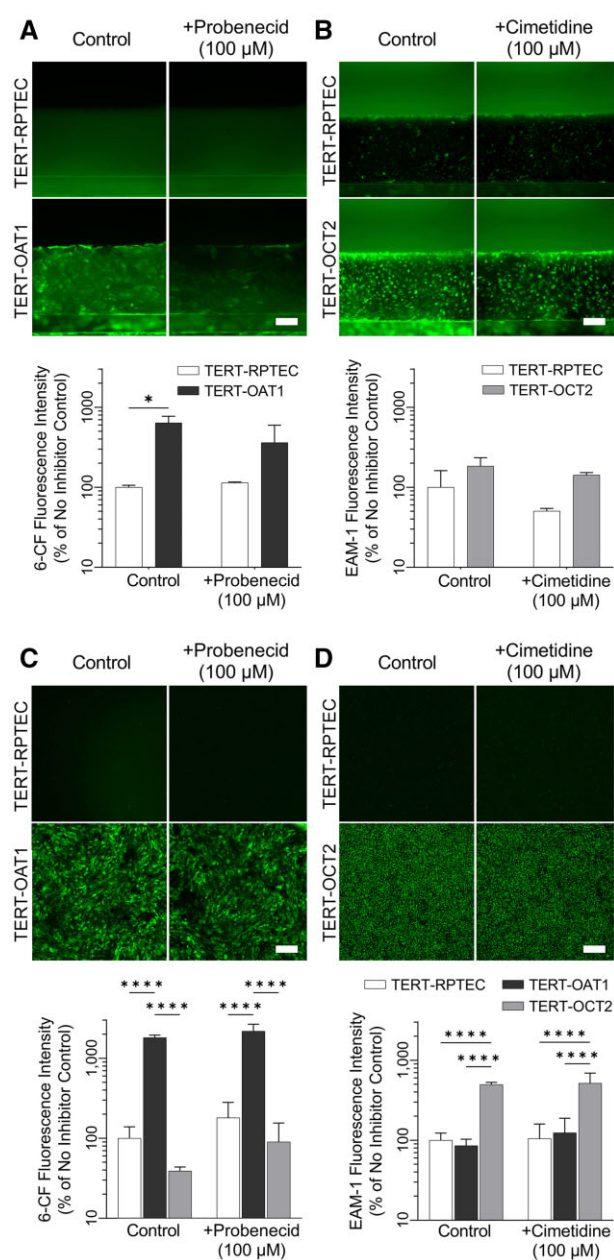 A
Control
+Probenecid
(100 µM)
TERT-RPTEC
TERT-OAT1
TERT-RPTEC
TERT-OAT1
*
6-CF Fluorescence Intensity
(% of No Inhibitor Control)
1000
100
10
Control
+Probenecid
(100 µM)
B
Control
+Cimetidine
(100 µM)
TERT-RPTEC
TERT-OCT2
TERT-RPTEC
TERT-OCT2
EAM-1 Fluorescence Intensity
(% of No Inhibitor Control)
1000
100
10
Control
+Cimetidine
(100 µM)
C
Control
+Probenecid
(100 µM)
TERT-RPTEC
TERT-OAT1
****
****
****
****
6-CF Fluorescence Intensity
(% of No Inhibitor Control)
1,000
100
10
Control
+Probenecid
(100 µM)
D
Control
+Cimetidine
(100 µM)
TERT-RPTEC
TERT-OCT2
TERT-RPTEC
TERT-OAT1
TERT-OCT2
****
****
****
****
EAM-1 Fluorescence Intensity
(% of No Inhibitor Control)
1,000
100
10
Control
+Cimetidine
(100 µM)